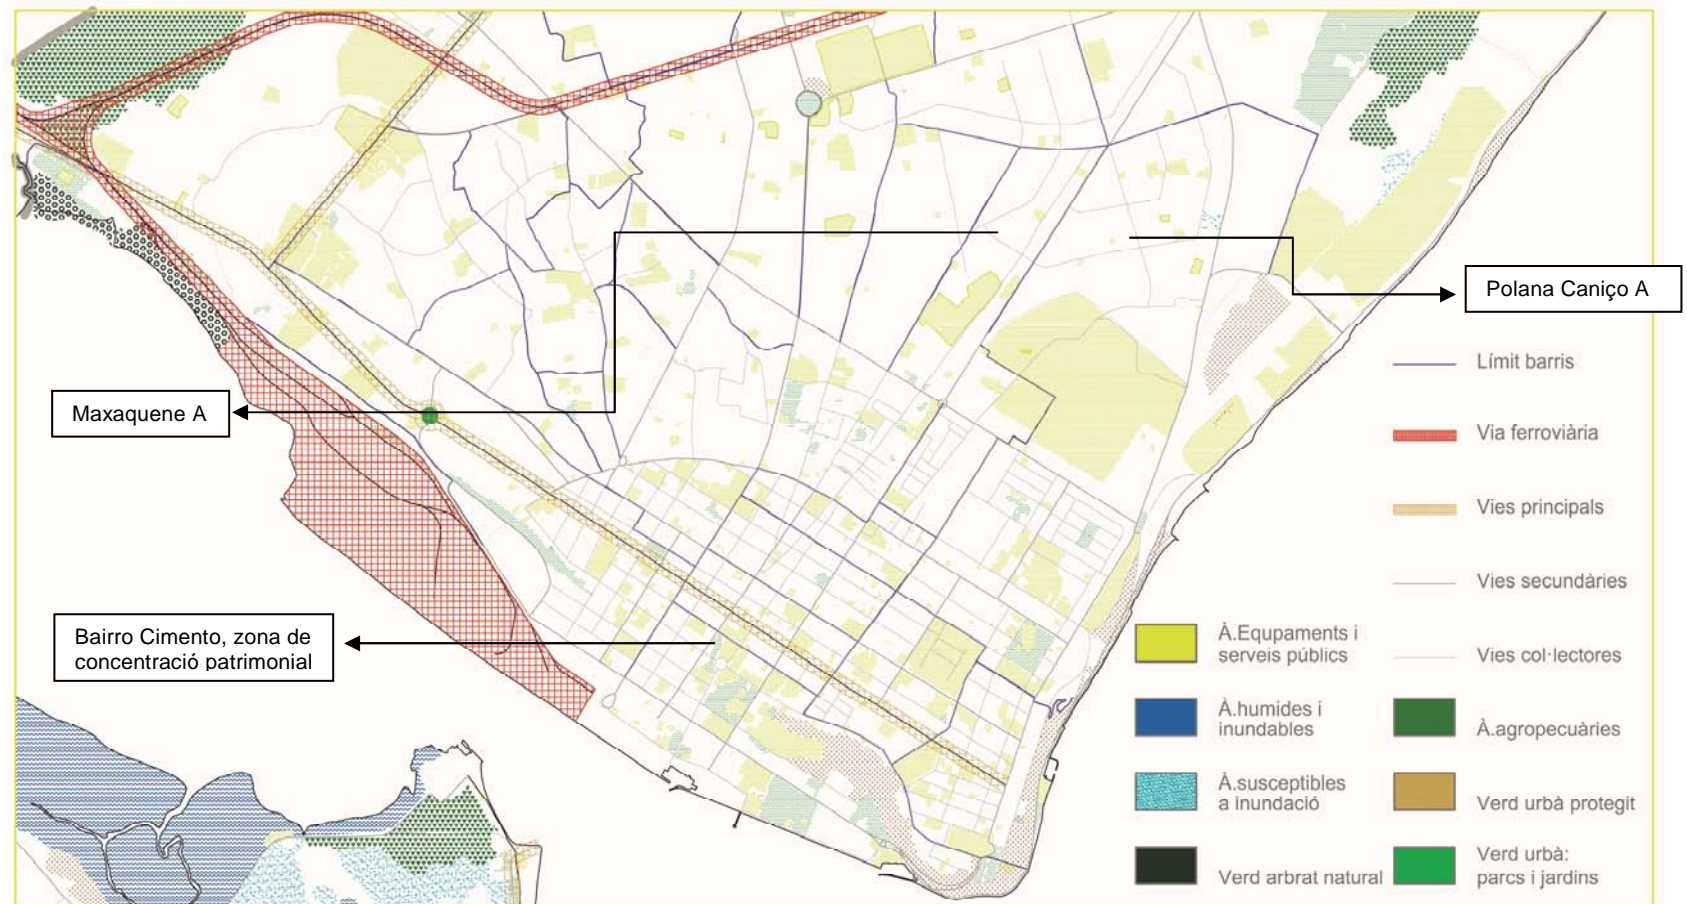 Polana Caniço A
Límit barris
Maxaquene A
Via ferroviària
Vies principals
Vies secundàries
Bairro Cimento, zona de
concentració patrimonial
À.Equpaments i
serveis públics
Vies col·lectores
À.humides i
inundables
À.agropecuàries
À.susceptibles
a inundació
Verd urbà protegit
Verd arbrat natural
Verd urbà:
parcs i jardins